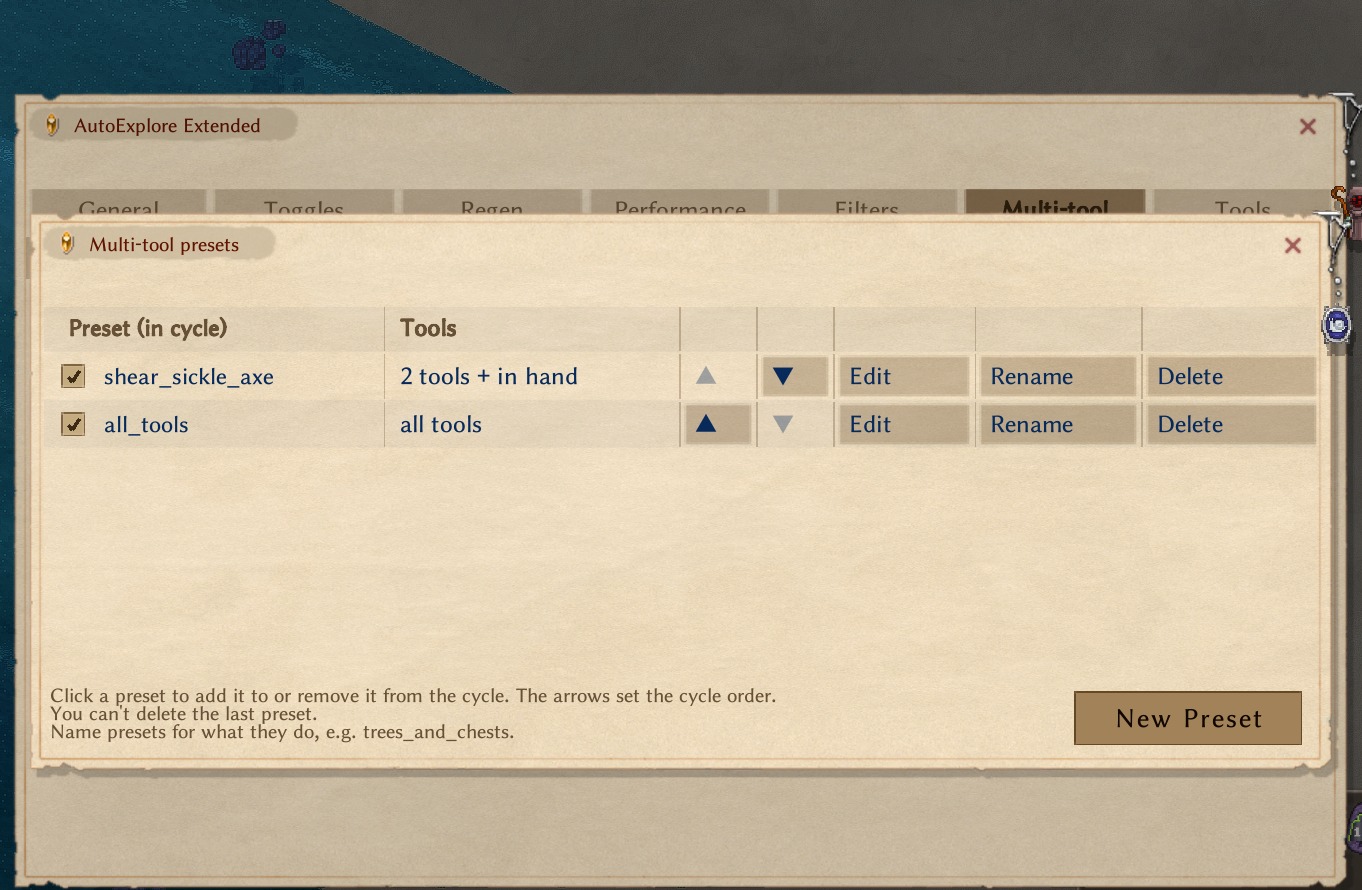 AutoExplore Extended
General Toggles Regen Performance Filters Multi-tool Tools
Multi-tool presets
Preset (in cycle) Tools
shear_sickle_axe 2 tools + in hand Edit Rename Delete
all_tools all tools Edit Rename Delete
Click a preset to add it to or remove it from the cycle. The arrows set the cycle order.
You can't delete the last preset.
Name presets for what they do, e.g. trees_and_chests.
New Preset